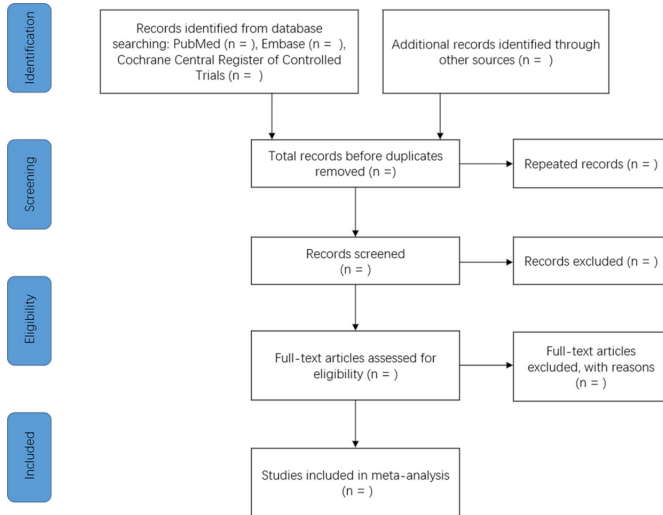 Identification
Records identified from database
searching: PubMed (n = ), Embase (n = ),
Cochrane Central Register of Controlled
Trials (n = )
Additional records identified through
other sources (n = )
Screening
Total records before duplicates
removed (n =)
Repeated records (n = )
Records screened
(n = )
Records excluded (n = )
Eligibility
Full-text articles assessed for
eligibility (n = )
Full-text articles
excluded, with reasons
(n = )
Included
Studies included in meta-analysis
(n = )